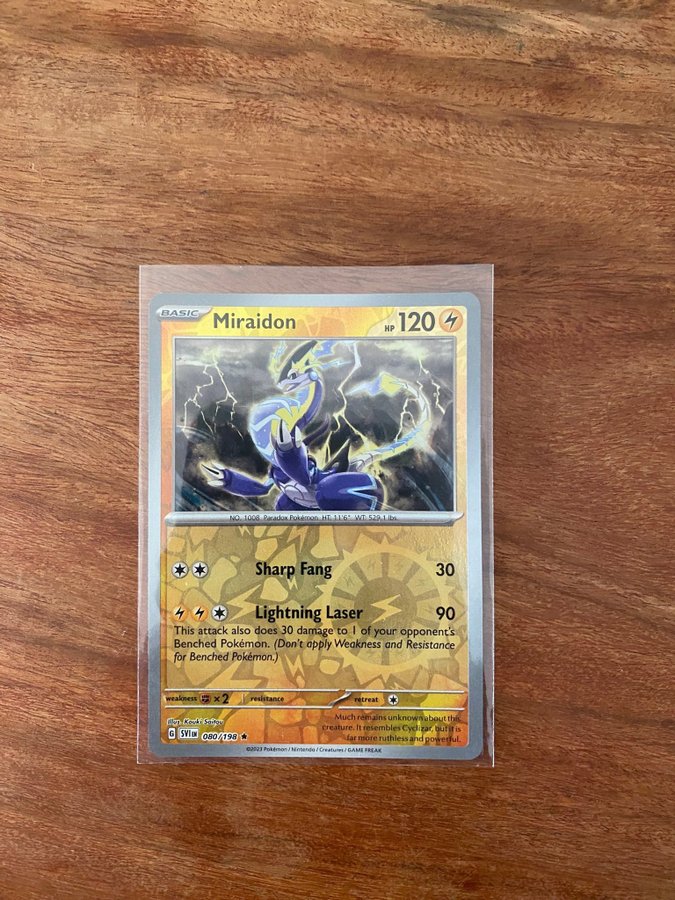 BASIC Miraidon HP 120
NO. 1008 Paradox Pokémon HT: 11'6" WT: 529.1 lbs.
Sharp Fang 30
Lightning Laser 90
This attack also does 30 damage to 1 of your opponent's
Benched Pokémon. (Don't apply Weakness and Resistance
for Benched Pokémon.)
weakness ×2 resistance retreat
Illus. Kouki Saitou
G SVI EN 080/198
Much remains unknown about this
creature. It resembles Cyclizar, but it is
far more ruthless and powerful.
©2023 Pokémon / Nintendo / Creatures / GAME FREAK